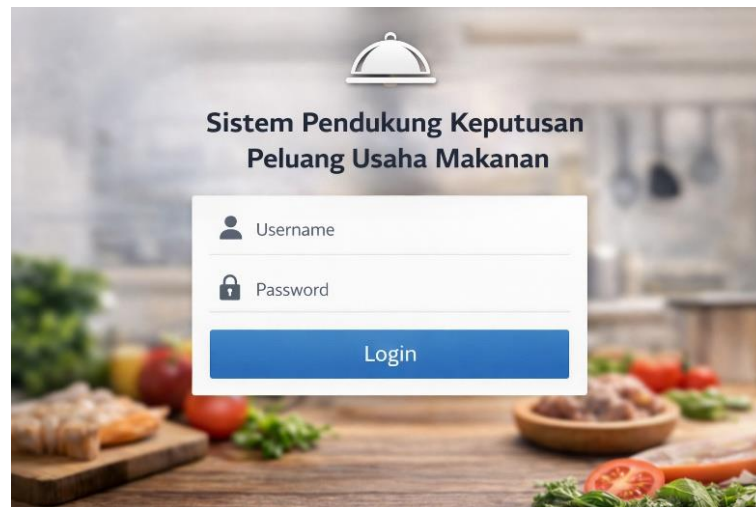 Sistem Pendukung Keputusan
Peluang Usaha Makanan
Username
Password
Login